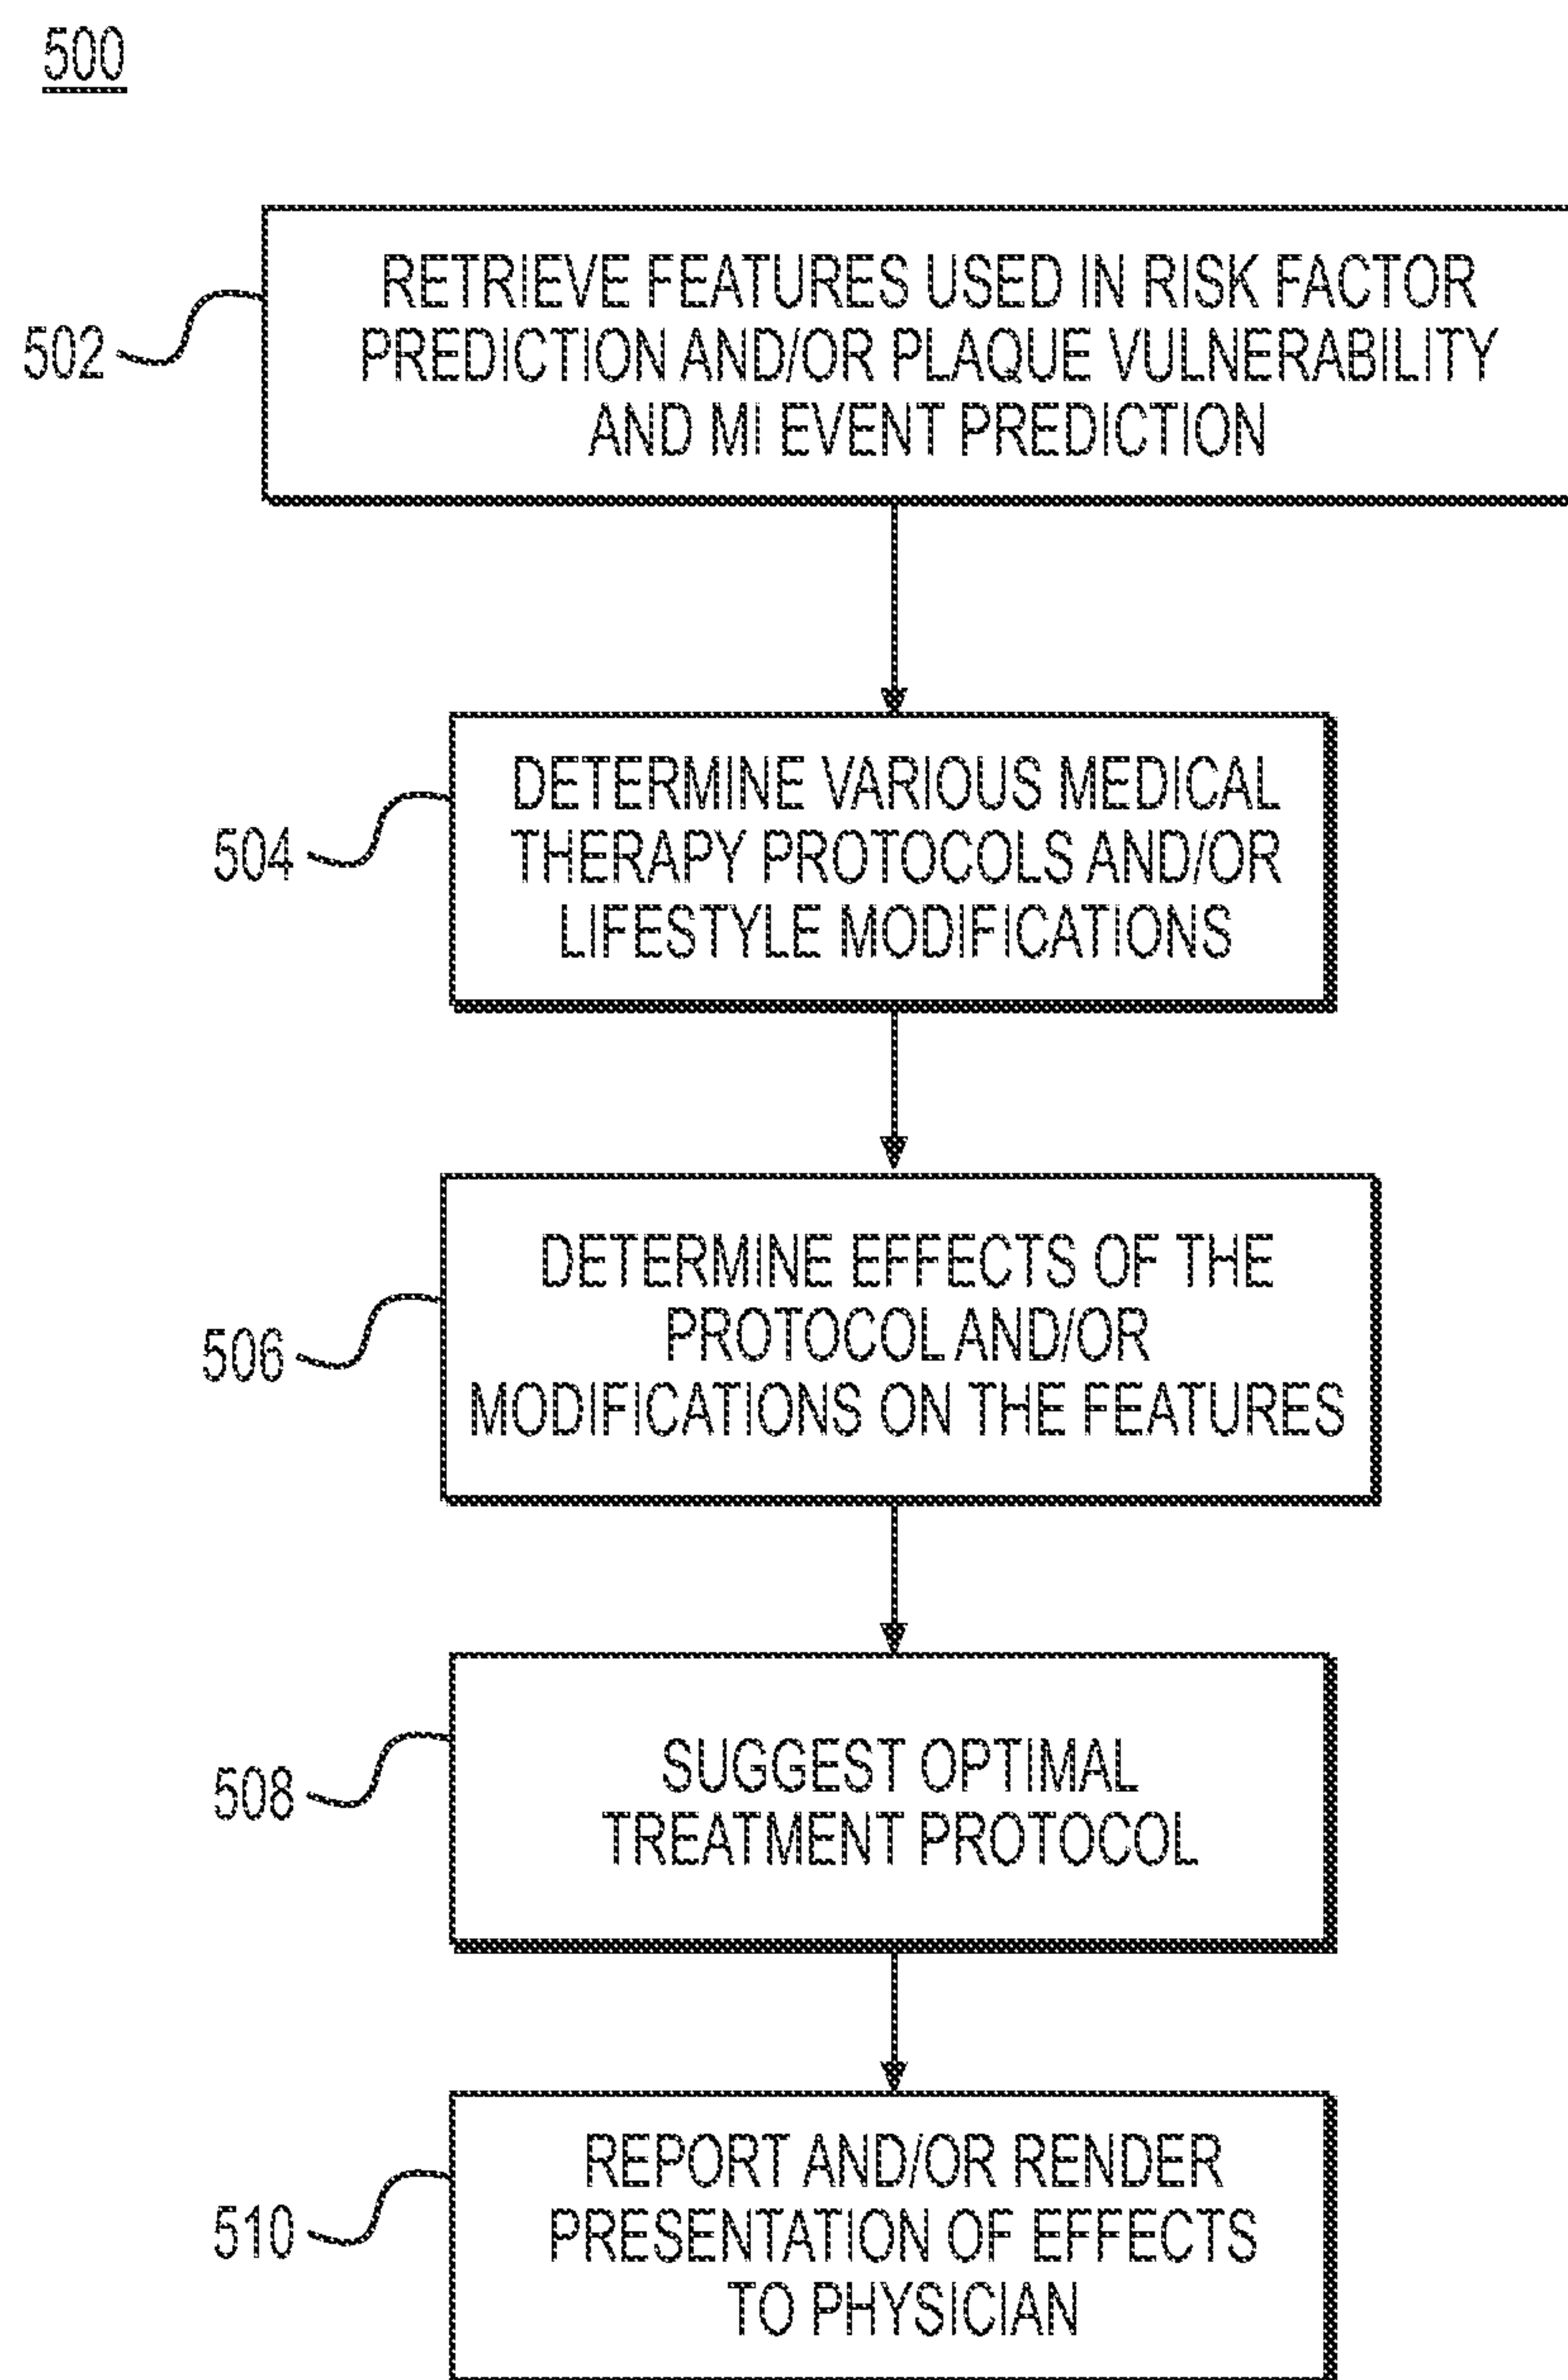 500
RETRIEVE FEATURES USED IN RISK FACTOR
PREDICTION AND/OR PLAQUE VULNERABILITY
AND MI EVENT PREDICTION
502
DETERMINE VARIOUS MEDICAL
THERAPY PROTOCOLS AND/OR
LIFESTYLE MODIFICATIONS
504
DETERMINE EFFECTS OF THE
PROTOCOL AND/OR
MODIFICATIONS ON THE FEATURES
506
SUGGEST OPTIMAL
TREATMENT PROTOCOL
508
REPORT AND/OR RENDER
PRESENTATION OF EFFECTS
TO PHYSICIAN
510